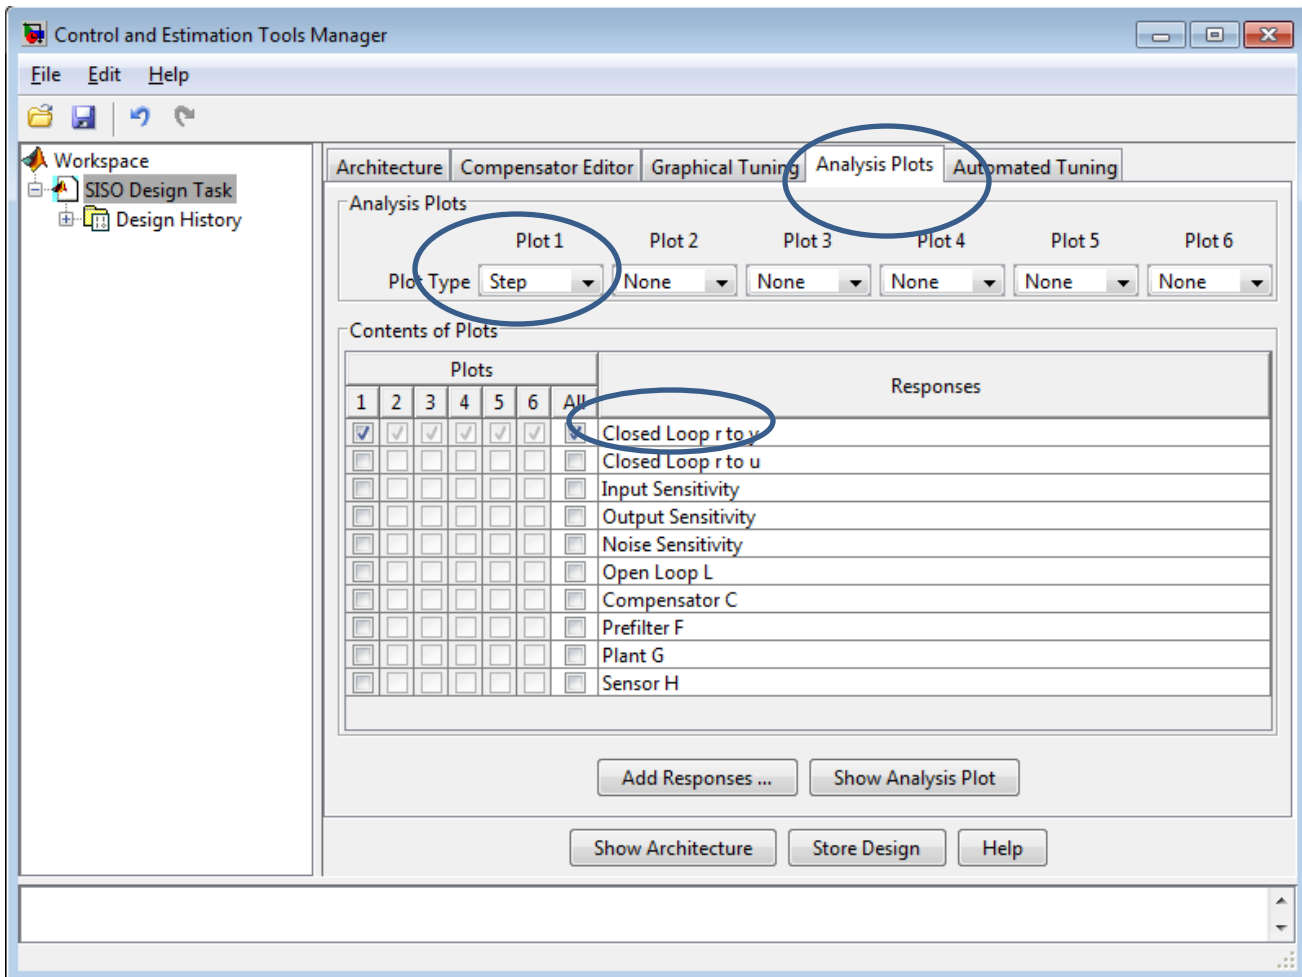 Control and Estimation Tools Manager
File Edit Help
Workspace
SISO Design Task
Design History
Architecture Compensator Editor Graphical Tuning Analysis Plots Automated Tuning
Analysis Plots
Plot 1 Plot 2 Plot 3 Plot 4 Plot 5 Plot 6
Plot Type Step None None None None None
Contents of Plots
Plots
Responses
1 2 3 4 5 6 All
Closed Loop r to y
Closed Loop r to u
Input Sensitivity
Output Sensitivity
Noise Sensitivity
Open Loop L
Compensator C
Prefilter F
Plant G
Sensor H
Add Responses ... Show Analysis Plot
Show Architecture Store Design Help